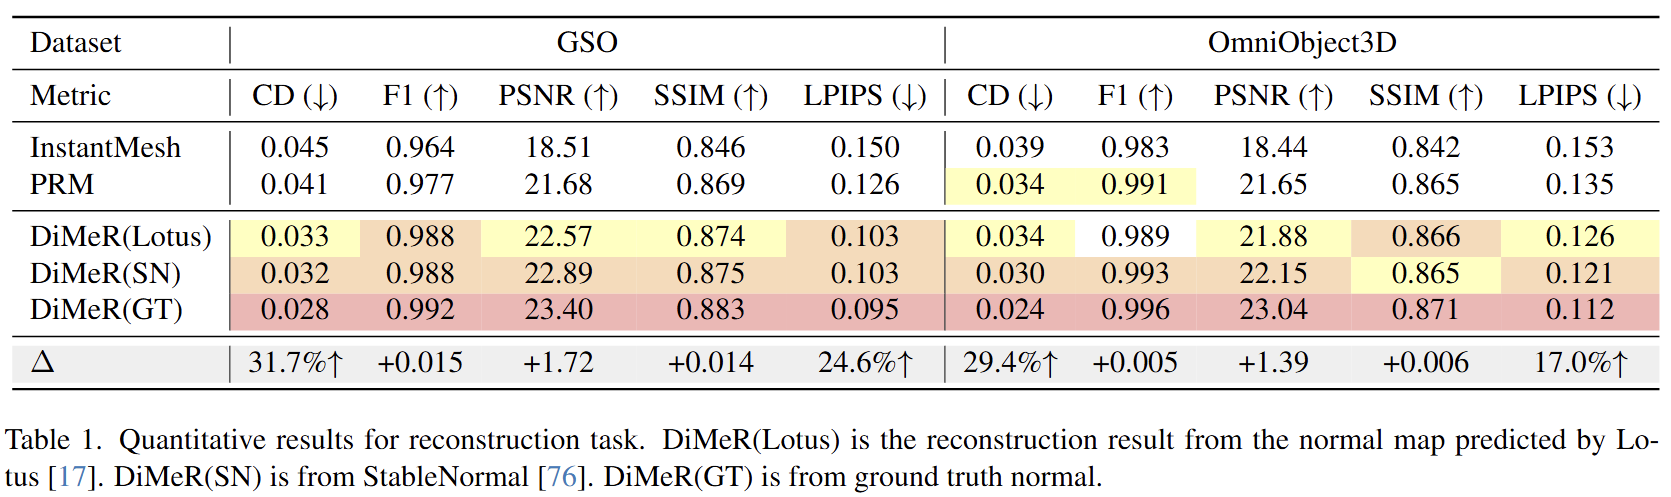 Dataset GSO OmniObject3D
Metric CD (↓) F1 (↑) PSNR (↑) SSIM (↑) LPIPS (↓) CD (↓) F1 (↑) PSNR (↑) SSIM (↑) LPIPS (↓)
InstantMesh 0.045 0.964 18.51 0.846 0.150 0.039 0.983 18.44 0.842 0.153
PRM 0.041 0.977 21.68 0.869 0.126 0.034 0.991 21.65 0.865 0.135
DiMeR(Lotus) 0.033 0.988 22.57 0.874 0.103 0.034 0.989 21.88 0.866 0.126
DiMeR(SN) 0.032 0.988 22.89 0.875 0.103 0.030 0.993 22.15 0.865 0.121
DiMeR(GT) 0.028 0.992 23.40 0.883 0.095 0.024 0.996 23.04 0.871 0.112
Δ 31.7%↑ +0.015 +1.72 +0.014 24.6%↑ 29.4%↑ +0.005 +1.39 +0.006 17.0%↑
Table 1. Quantitative results for reconstruction task. DiMeR(Lotus) is the reconstruction result from the normal map predicted by Lo-
tus [17]. DiMeR(SN) is from StableNormal [76]. DiMeR(GT) is from ground truth normal.